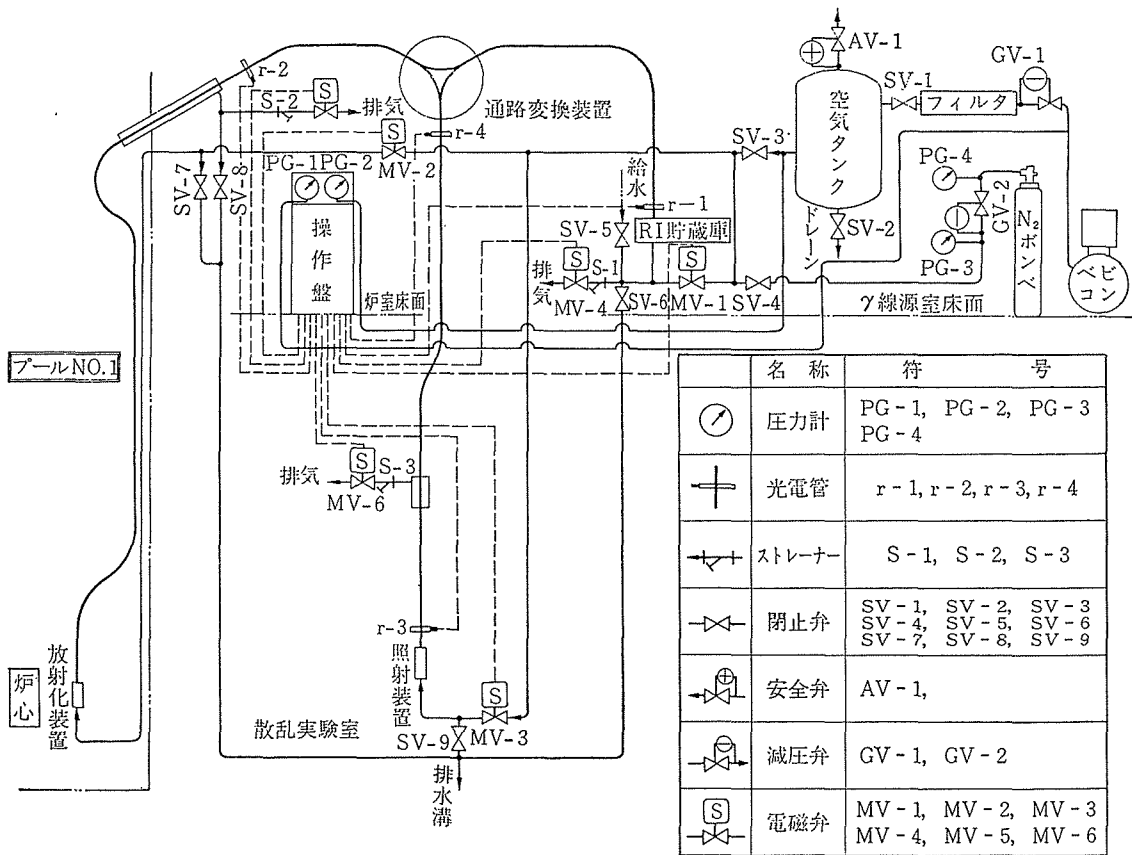 AV-1
GV-1
SV-1
r-2
S
S-2
排気
通路変換装置
空気タンク
フィルタ
S
r-4
SV-3
PG-4
PG-1 PG-2
MV-2
給水
GV-2
N₂ボンベ
SV-7
SV-8
r-1
ドレーン
SV-2
操作盤
SV-5
RI貯蔵庫
PG-3
ベビコン
S
S-1
S
排気
炉室床面
MV-4
SV-6
MV-1
SV-4
γ線源室床面
プールNO.1
名称 符号
圧力計 PG-1, PG-2, PG-3
PG-4
光電管 r-1, r-2, r-3, r-4
ストレーナー S-1, S-2, S-3
閉止弁 SV-1, SV-2, SV-3
SV-4, SV-5, SV-6
SV-7, SV-8, SV-9
安全弁 AV-1,
減圧弁 GV-1, GV-2
S 電磁弁 MV-1, MV-2, MV-3
MV-4, MV-5, MV-6
S
S-3
排気
MV-6
r-3
炉心
放射化装置
照射装置
S
散乱実験室
SV-9
MV-3
排水溝